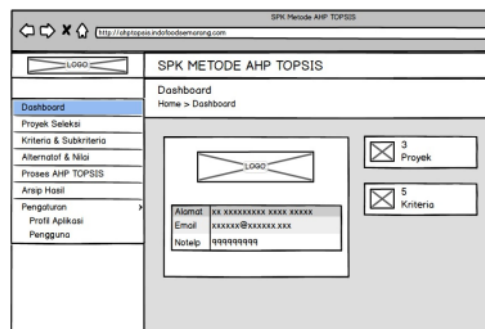 SPK Metode AHP TOPSIS
http://ahptopsis.indofoodsemarang.com
LOGO
SPK METODE AHP TOPSIS
Dashboard
Home > Dashboard
Dashboard
Proyek Seleksi
Kriteria & Subkriteria
Alternatof & Nilai
Proses AHP TOPSIS
Arsip Hasil
Pengaturan >
Profil Aplikasi
Pengguna
LOGO
Alamat xx xxxxxxxxx xxxx xxxxx
Email xxxxxx@xxxxxx.xxx
Notelp 999999999
3
Proyek
5
Kriteria